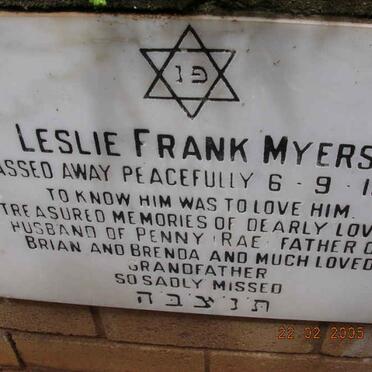 פ נ
LESLIE FRANK MYERS
ASSED AWAY PEACEFULLY 6-9-1
TO KNOW HIM WAS TO LOVE HIM.
TREASURED MEMORIES OF DEARLY LOV
HUSBAND OF PENNY (RAE) FATHER O
BRIAN AND BRENDA AND MUCH LOVED
GRANDFATHER
SO SADLY MISSED
ת נ צ ב ה
22 02 2005